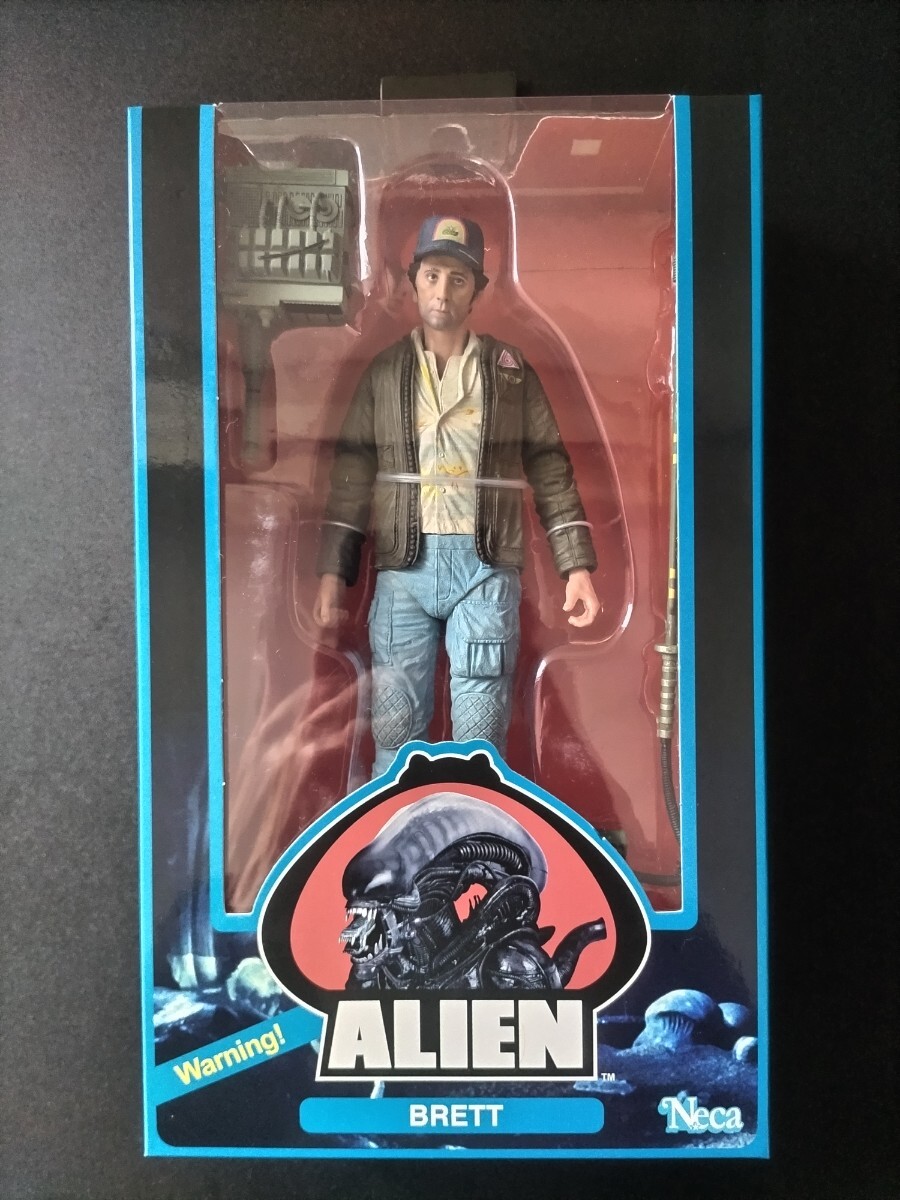 Warning!
ALIEN
TM
BRETT
Neca